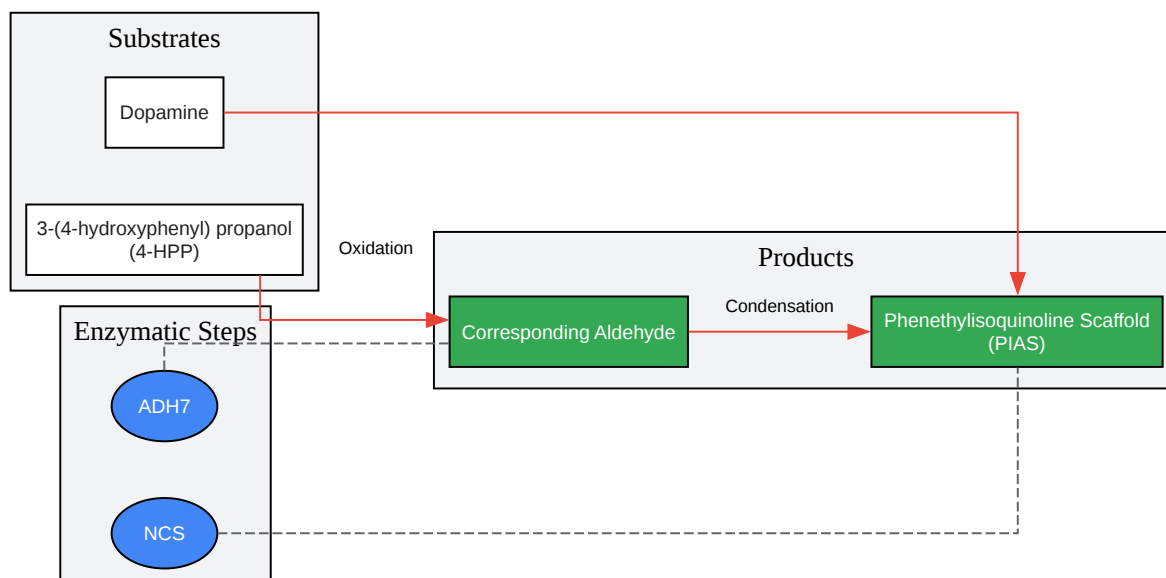 Substrates
Dopamine
3-(4-hydroxyphenyl) propanol
(4-HPP)
Oxidation
Products
Condensation
Corresponding Aldehyde
Phenethylisoquinoline Scaffold
(PIAS)
Enzymatic Steps
ADH7
NCS